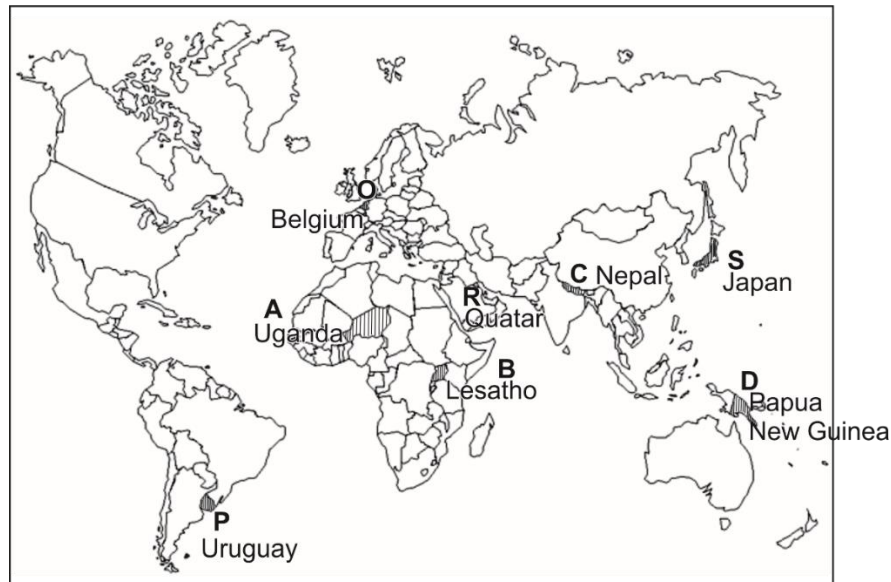 O
Belgium
A
Uganda
R
Quatar
C Nepal
S
Japan
B
Lesatho
D
Papua
New Guinea
P
Uruguay